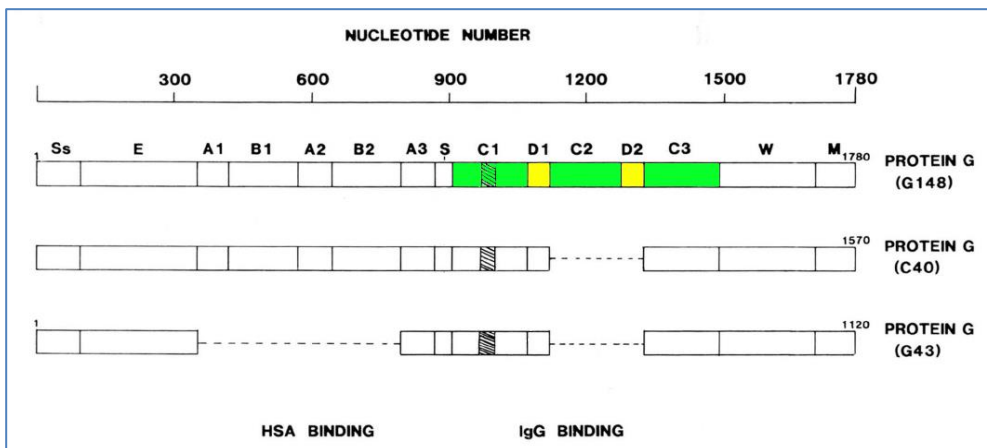 NUCLEOTIDE NUMBER
300 600 900 1200 1500 1780
Ss E A1 B1 A2 B2 A3 S C1 D1 C2 D2 C3 W M
1 1780 PROTEIN G
(G148)
1570 PROTEIN G
(C40)
1 1120 PROTEIN G
(G43)
HSA BINDING IgG BINDING